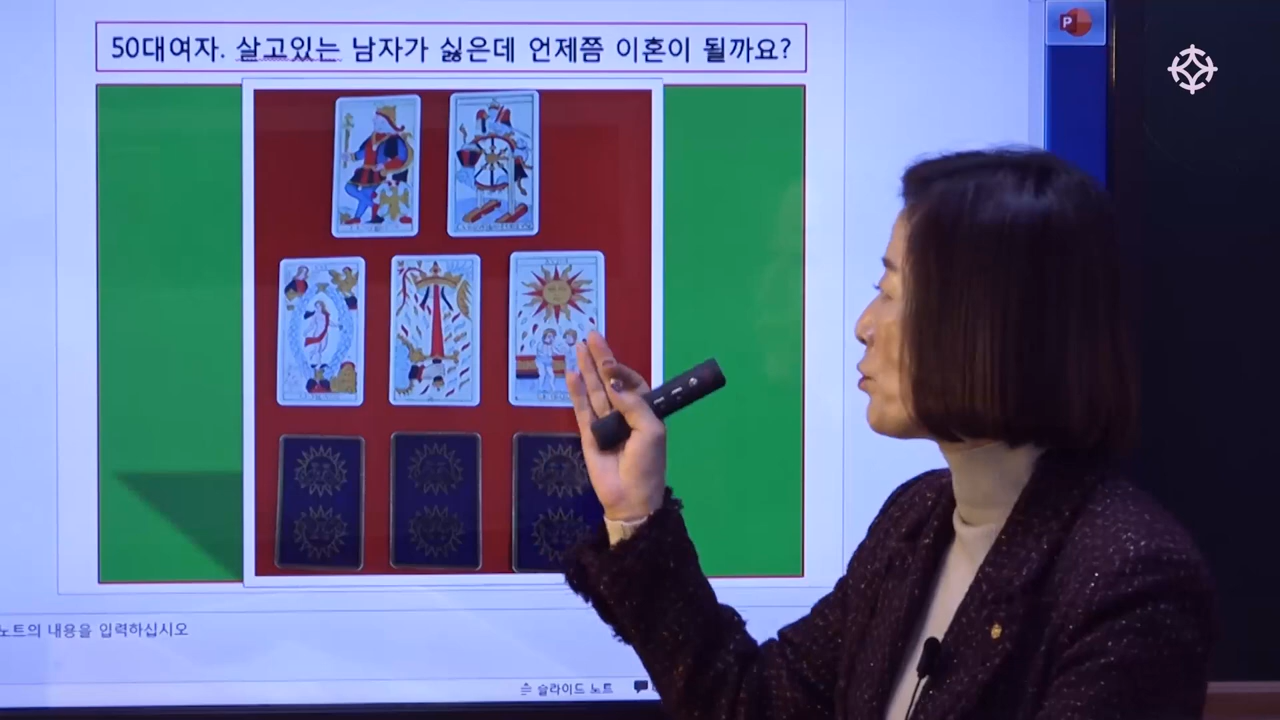 50대여자. 살고있는 남자가 싫은데 언제쯤 이혼이 될까요?
노트의 내용을 입력하십시오
슬라이드 노트